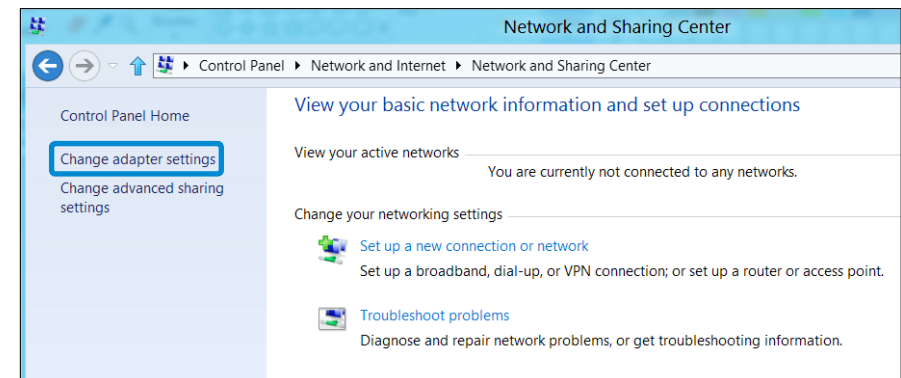 Network and Sharing Center
Control Panel Network and Internet Network and Sharing Center
Control Panel Home
Change adapter settings
Change advanced sharing
settings
View your basic network information and set up connections
View your active networks
You are currently not connected to any networks.
Change your networking settings
Set up a new connection or network
Set up a broadband, dial-up, or VPN connection; or set up a router or access point.
Troubleshoot problems
Diagnose and repair network problems, or get troubleshooting information.